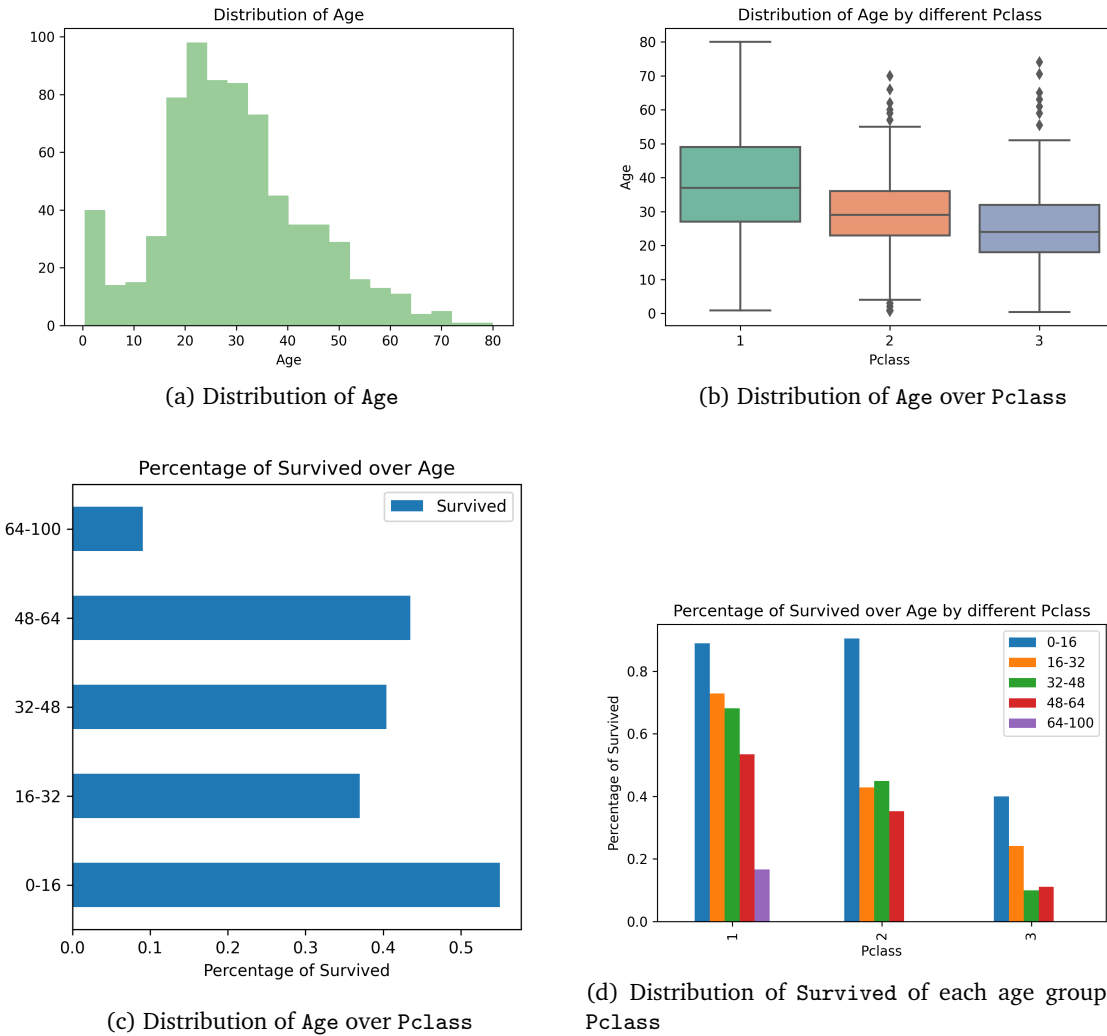 Distribution of Age
100
80
60
40
20
0
0 10 20 30 40 50 60 70 80
Age
(a) Distribution of Age
Distribution of Age by different Pclass
Age
80
70
60
50
40
30
20
10
0
1 2 3
Pclass
(b) Distribution of Age over Pclass
Percentage of Survived over Age
Survived
64-100
48-64
32-48
16-32
0-16
0.0 0.1 0.2 0.3 0.4 0.5
Percentage of Survived
(c) Distribution of Age over Pclass
Percentage of Survived over Age by different Pclass
Percentage of Survived
0.8
0.6
0.4
0.2
0.0
0-16
16-32
32-48
48-64
64-100
1 2 3
Pclass
(d) Distribution of Survived of each age group
Pclass